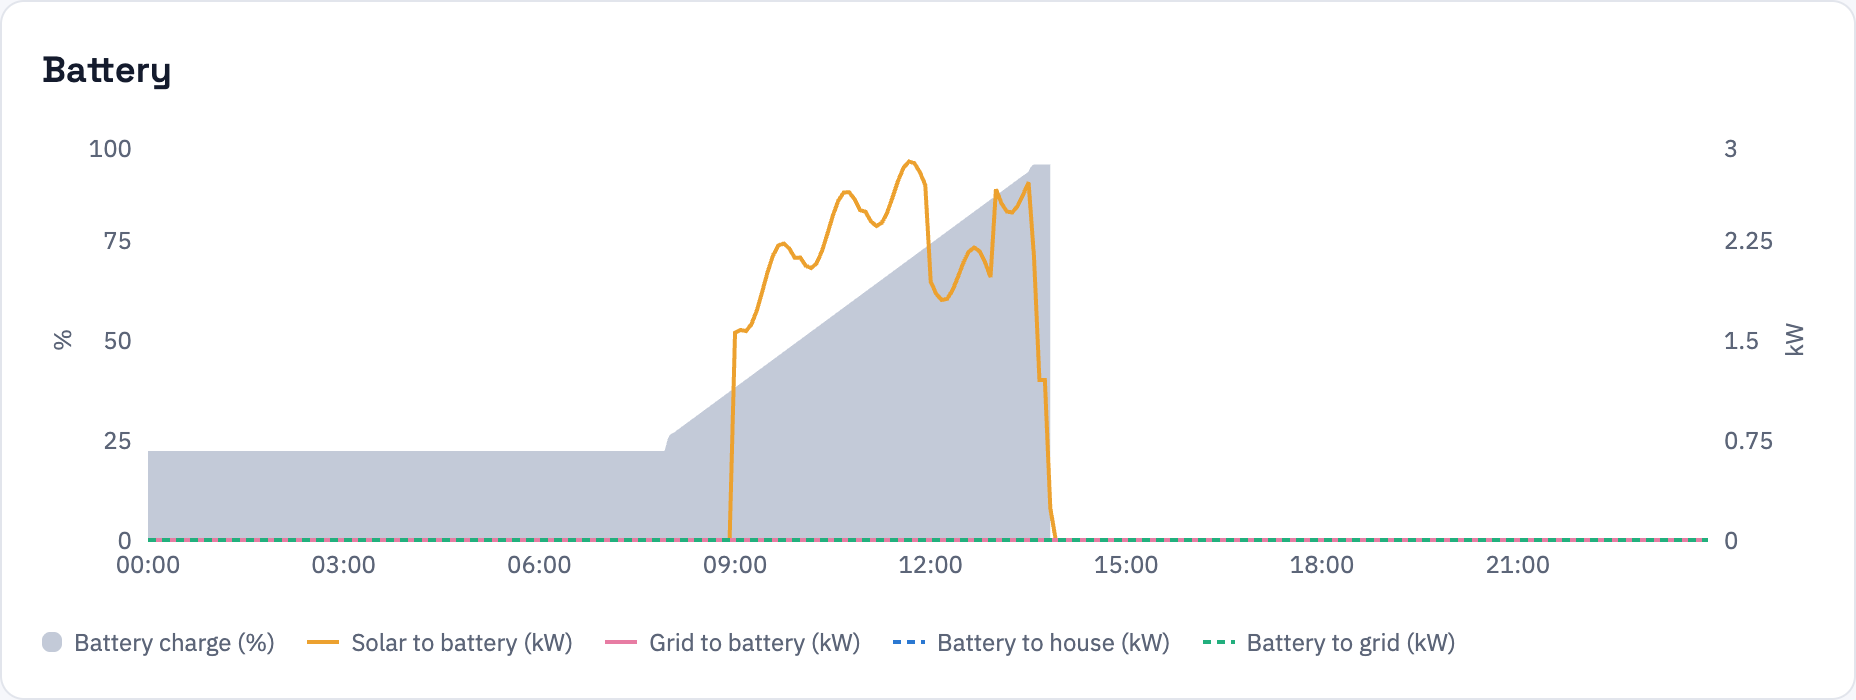 Battery
100
3
75
2.25
%
50
1.5
kW
25
0.75
0
0
00:00 03:00 06:00 09:00 12:00 15:00 18:00 21:00
Battery charge (%) Solar to battery (kW) Grid to battery (kW) Battery to house (kW) Battery to grid (kW)